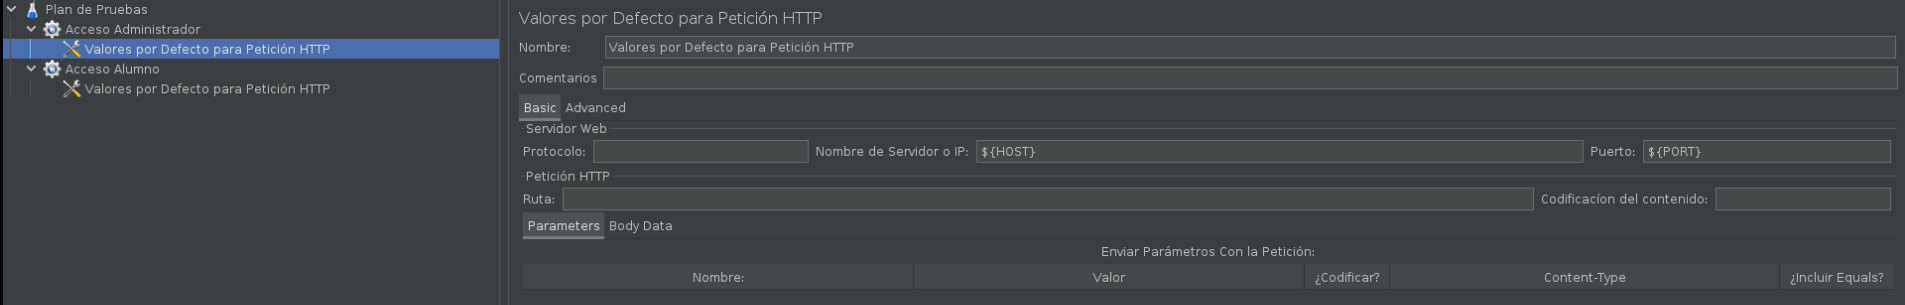 Plan de Pruebas
Acceso Administrador
Valores por Defecto para Petición HTTP
Acceso Alumno
Valores por Defecto para Petición HTTP
Valores por Defecto para Petición HTTP
Nombre: Valores por Defecto para Petición HTTP
Comentarios
Basic Advanced
Servidor Web
Protocolo: Nombre de Servidor o IP: ${HOST} Puerto: ${PORT}
Petición HTTP
Ruta: Codificacíon del contenido:
Parameters Body Data
Enviar Parámetros Con la Petición:
Nombre: Valor ¿Codificar? Content-Type ¿Incluir Equals?